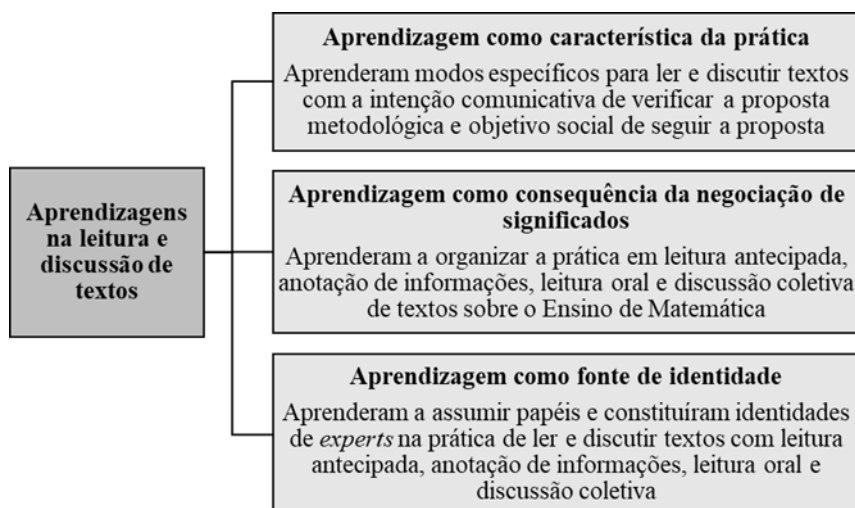 Aprendizagens
na leitura e
discussão de
textos
Aprendizagem como característica da prática
Aprenderam modos específicos para ler e discutir textos
com a intenção comunicativa de verificar a proposta
metodológica e objetivo social de seguir a proposta
Aprendizagem como consequência da negociação de
significados
Aprenderam a organizar a prática em leitura antecipada,
anotação de informações, leitura oral e discussão coletiva
de textos sobre o Ensino de Matemática
Aprendizagem como fonte de identidade
Aprenderam a assumir papéis e constituíram identidades
de experts na prática de ler e discutir textos com leitura
antecipada, anotação de informações, leitura oral e
discussão coletiva